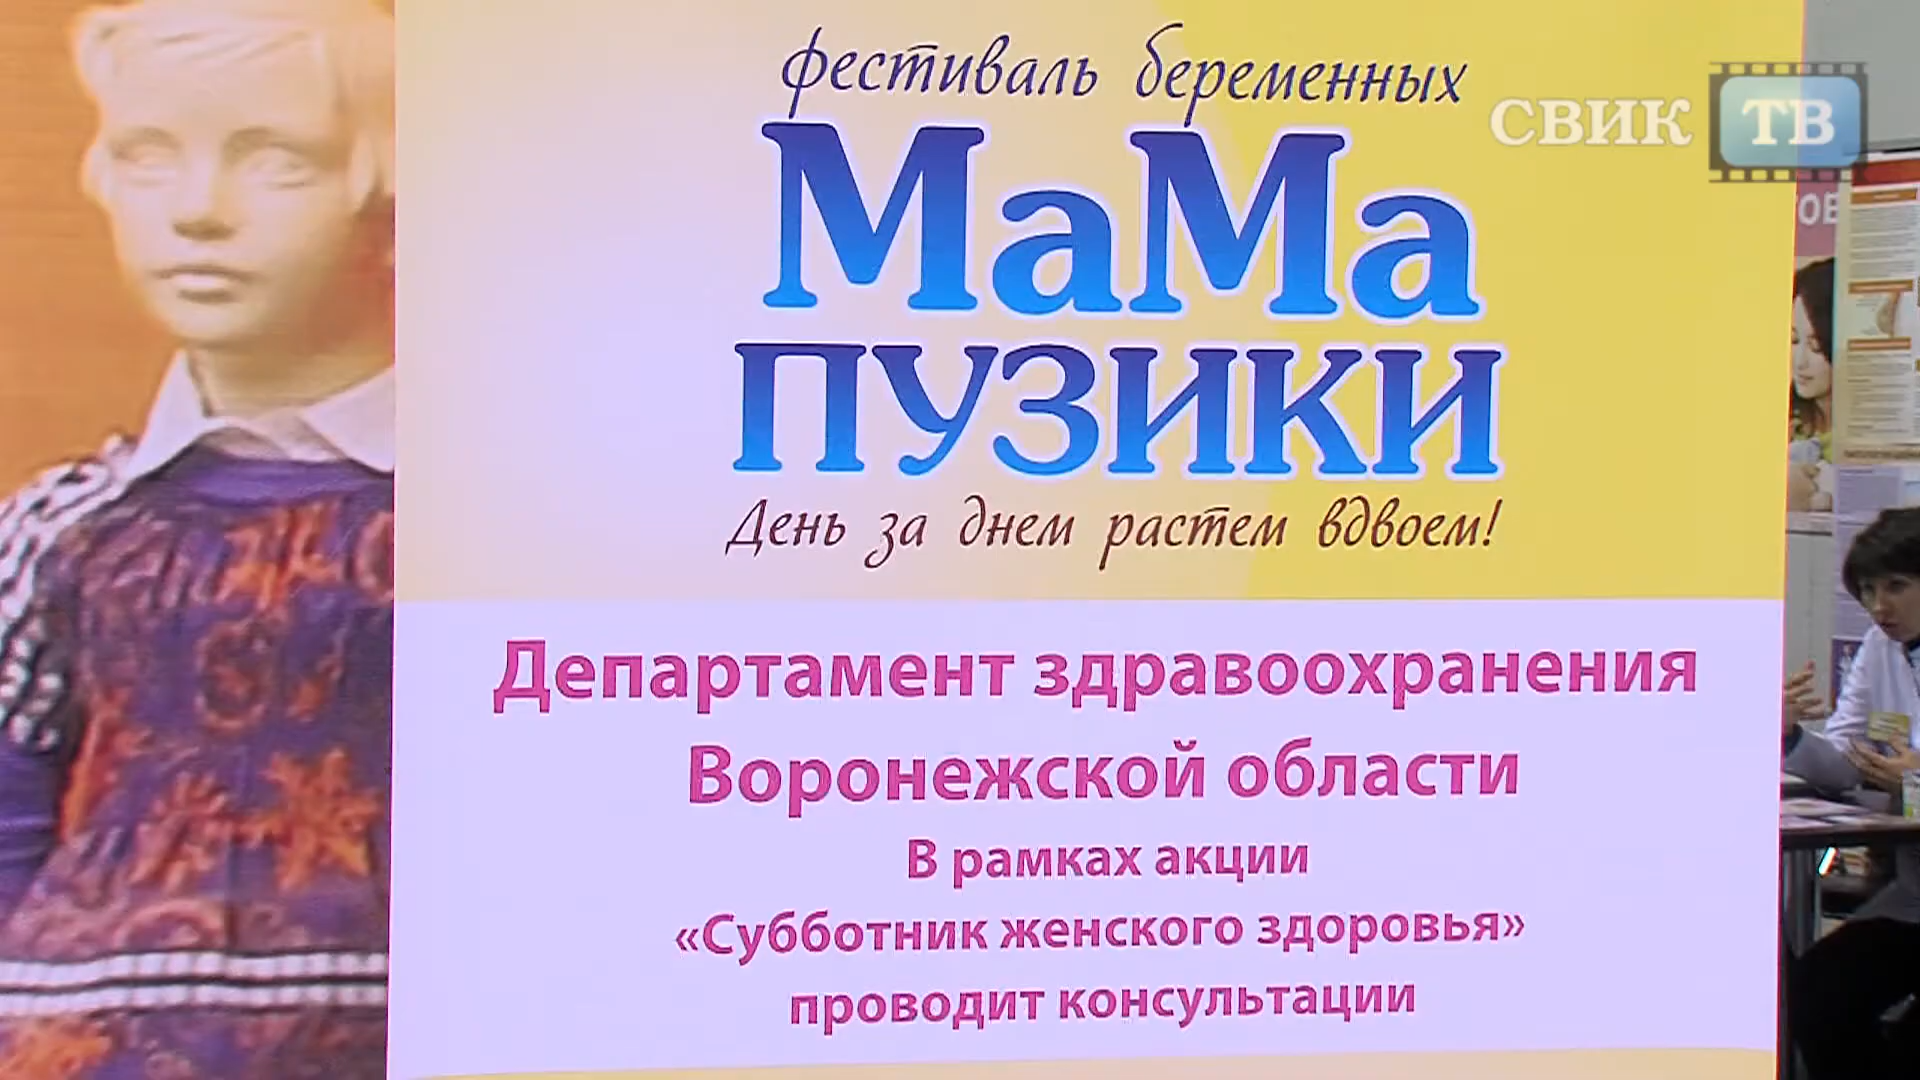 фестиваль беременных
МаМа
ПУЗИКИ
День за днем растем вдвоем!
Департамент здравоохранения
Воронежской области
В рамках акции
«Субботник женского здоровья»
проводит консультации
СВИК ТВ